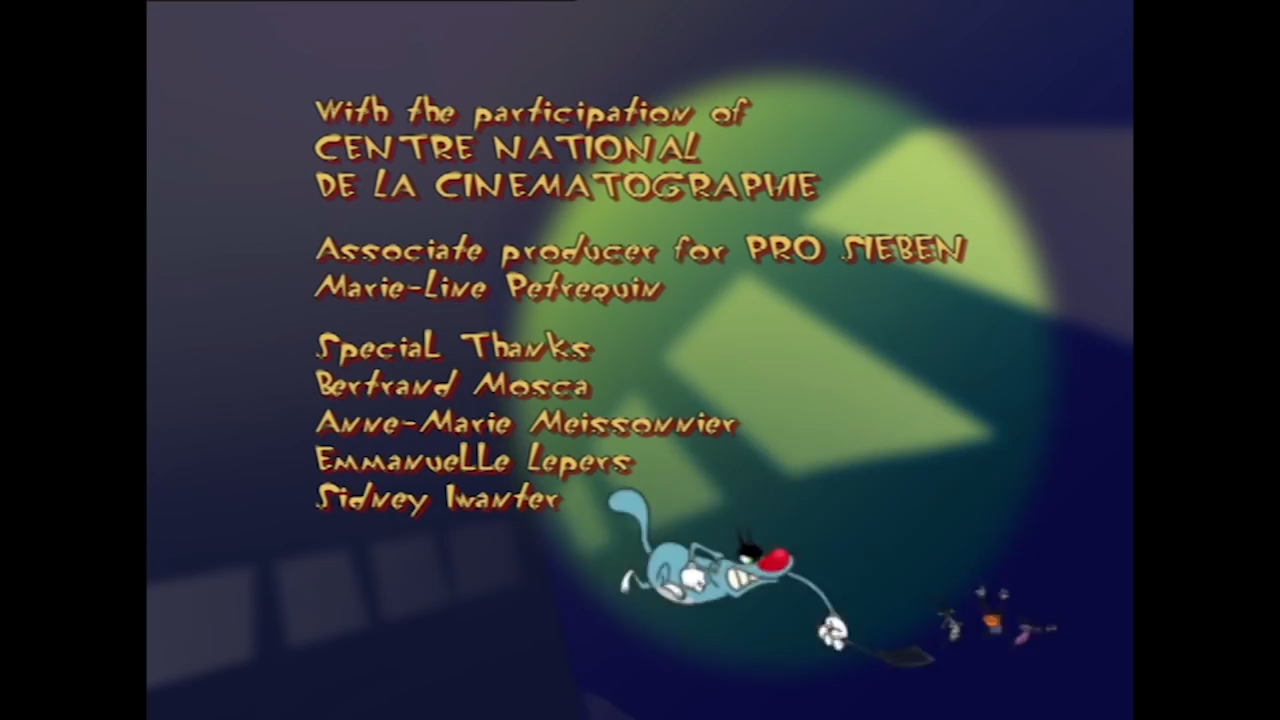 With the participation of
CENTRE NATIONAL
DE LA CINEMATOGRAPHIE
Associate producer for PRO SIEBEN
Marie-Line Petrequin
Special Thanks
Bertrand Mosca
Anne-Marie Meissonnier
Emmanuelle Lepers
Sidney Iwanter